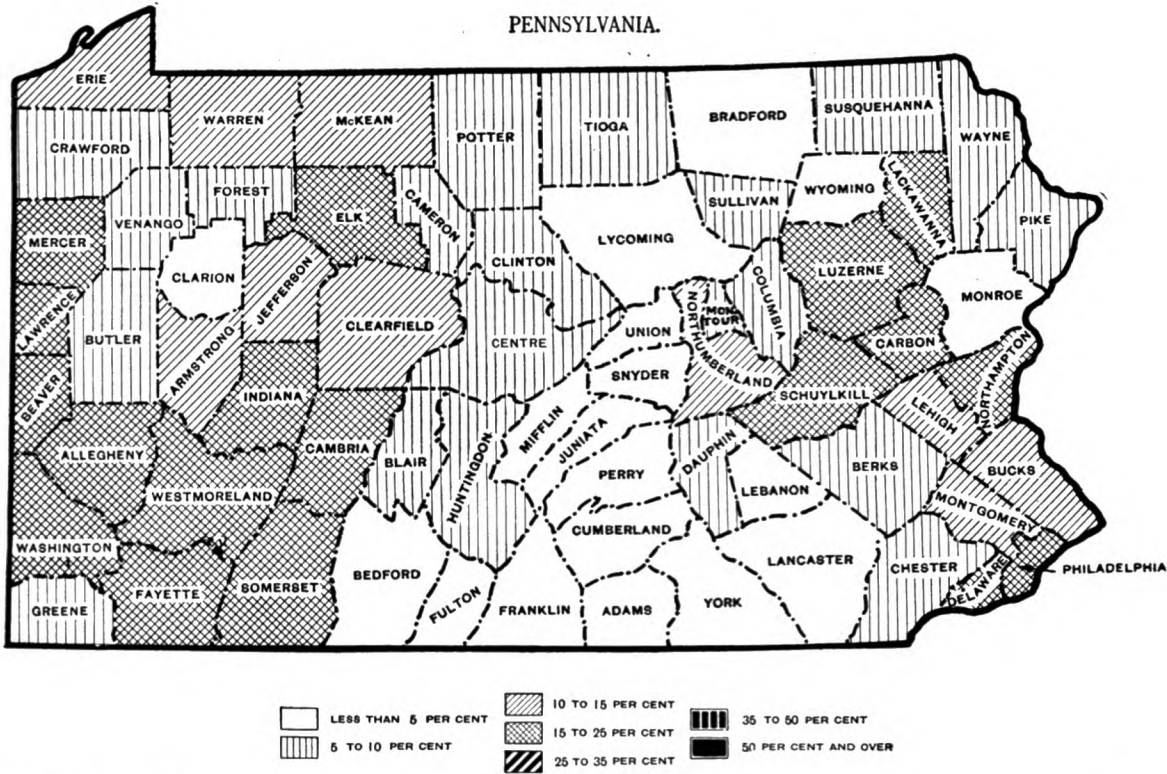 PENNSYLVANIA.
ERIE
WARREN
McKEAN
POTTER
TIOGA
BRADFORD
SUSQUEHANNA
WAYNE
CRAWFORD
FOREST
VENANGO
ELK
CAMERON
SULLIVAN
WYOMING
LACKAWANNA
PIKE
MERCER
CLARION
JEFFERSON
CLINTON
LYCOMING
COLUMBIA
LUZERNE
MONROE
LAWRENCE
BUTLER
ARMSTRONG
CLEARFIELD
CENTRE
UNION
NORTHUMBERLAND
MON-
TOUR
CARBON
NORTHAMPTON
BEAVER
INDIANA
SNYDER
SCHUYLKILL
LEHIGH
ALLEGHENY
CAMBRIA
BLAIR
HUNTINGDON
MIFFLIN
JUNIATA
PERRY
DAUPHIN
LEBANON
BERKS
BUCKS
WESTMORELAND
MONTGOMERY
WASHINGTON
CUMBERLAND
GREENE
FAYETTE
SOMERSET
BEDFORD
FULTON
FRANKLIN
ADAMS
YORK
LANCASTER
CHESTER
DELAWARE
PHILADELPHIA
LESS THAN 5 PER CENT
5 TO 10 PER CENT
10 TO 15 PER CENT
15 TO 25 PER CENT
25 TO 35 PER CENT
35 TO 50 PER CENT
50 PER CENT AND OVER